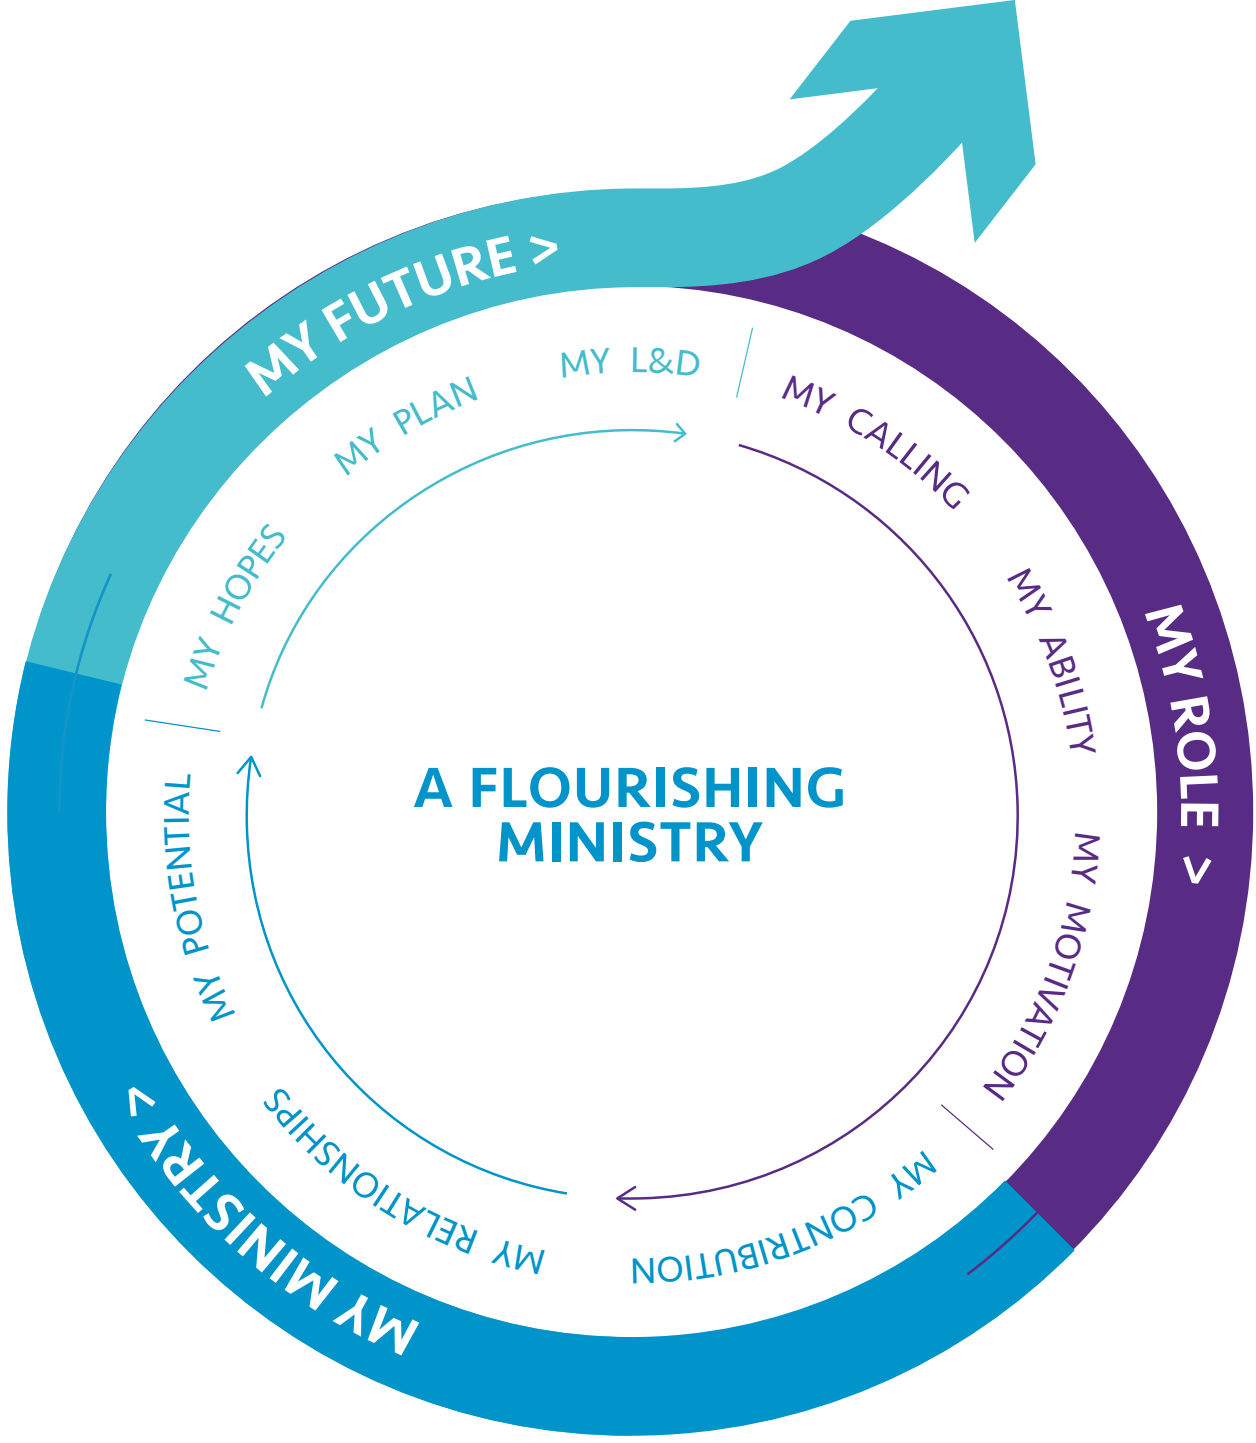 MY FUTURE >
MY ROLE >
MY MINISTRY >
MY CALLING
MY ABILITY
MY MOTIVATION
MY CONTRIBUTION
MY RELATIONSHIPS
MY POTENTIAL
MY HOPES
MY PLAN
MY L&D
A FLOURISHING
MINISTRY